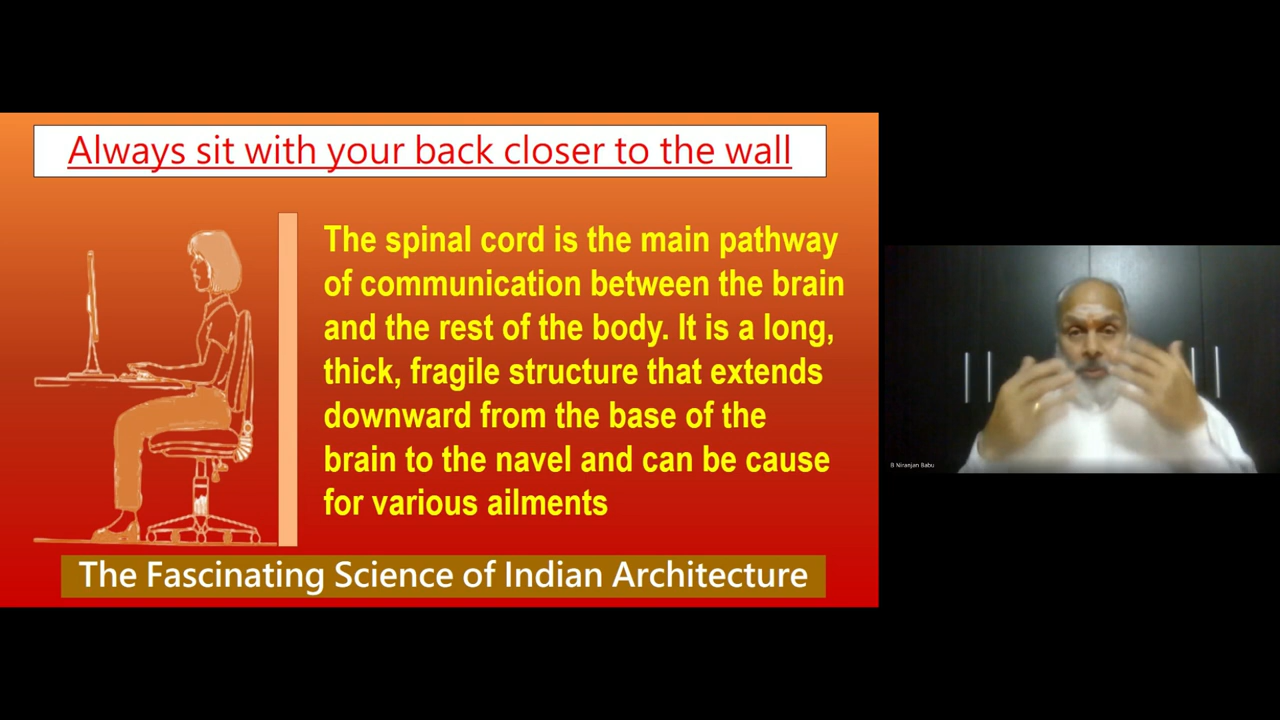 Always sit with your back closer to the wall
The spinal cord is the main pathway
of communication between the brain
and the rest of the body. It is a long,
thick, fragile structure that extends
downward from the base of the
brain to the navel and can be cause
for various ailments
The Fascinating Science of Indian Architecture
B Niranjan Babu